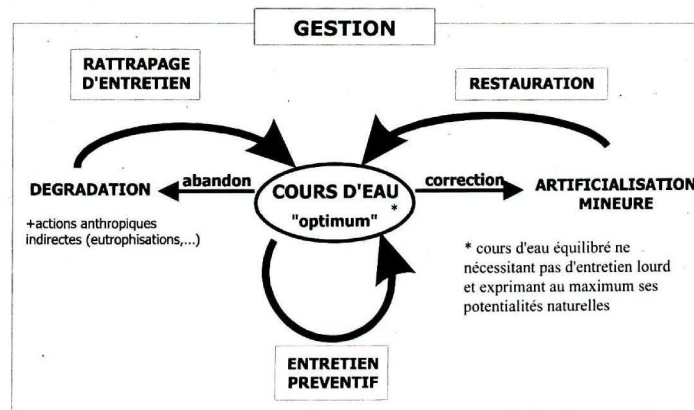 GESTION
RATTRAPAGE
D'ENTRETIEN
RESTAURATION
DEGRADATION
abandon
COURS D'EAU
"optimum" *
correction
ARTIFICIALISATION
MINEURE
+actions anthropiques
indirectes (eutrophisations,...)
* cours d'eau équilibré ne
nécessitant pas d'entretien lourd
et exprimant au maximum ses
potentialités naturelles
ENTRETIEN
PREVENTIF